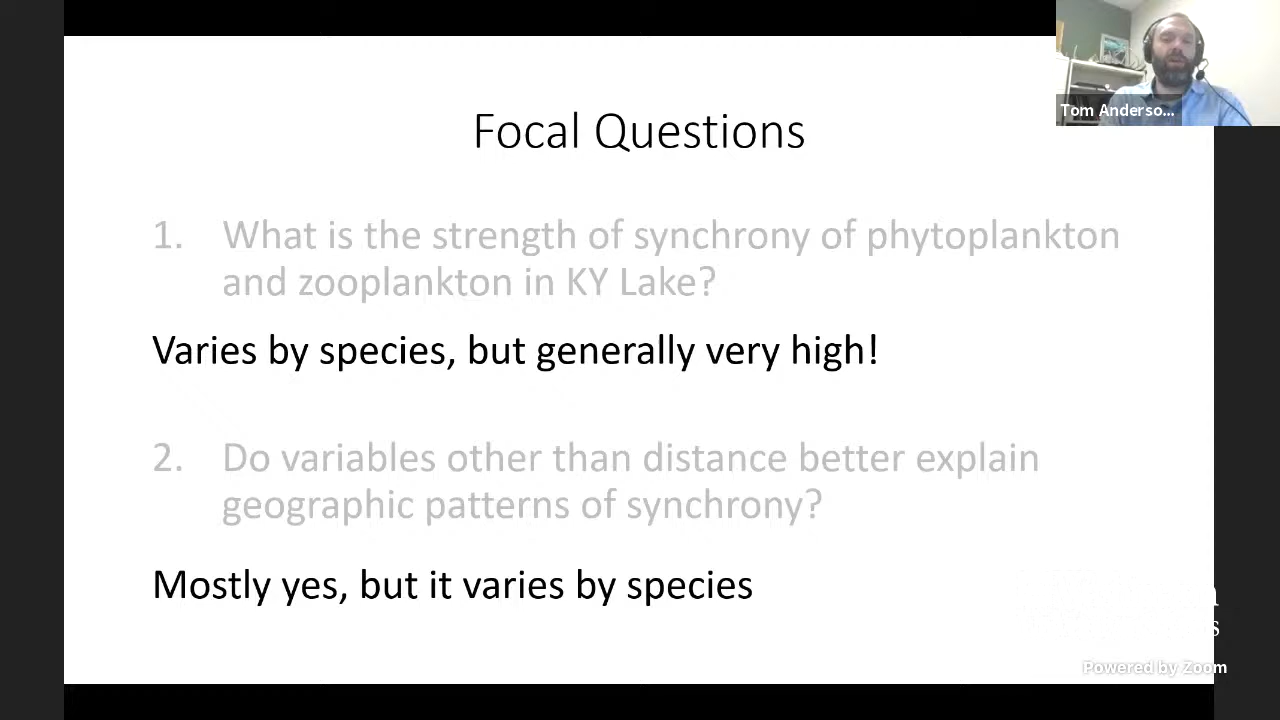 Tom Anderso...
Focal Questions
1. What is the strength of synchrony of phytoplankton
and zooplankton in KY Lake?
Varies by species, but generally very high!
2. Do variables other than distance better explain
geographic patterns of synchrony?
Mostly yes, but it varies by species
Powered by Zoom